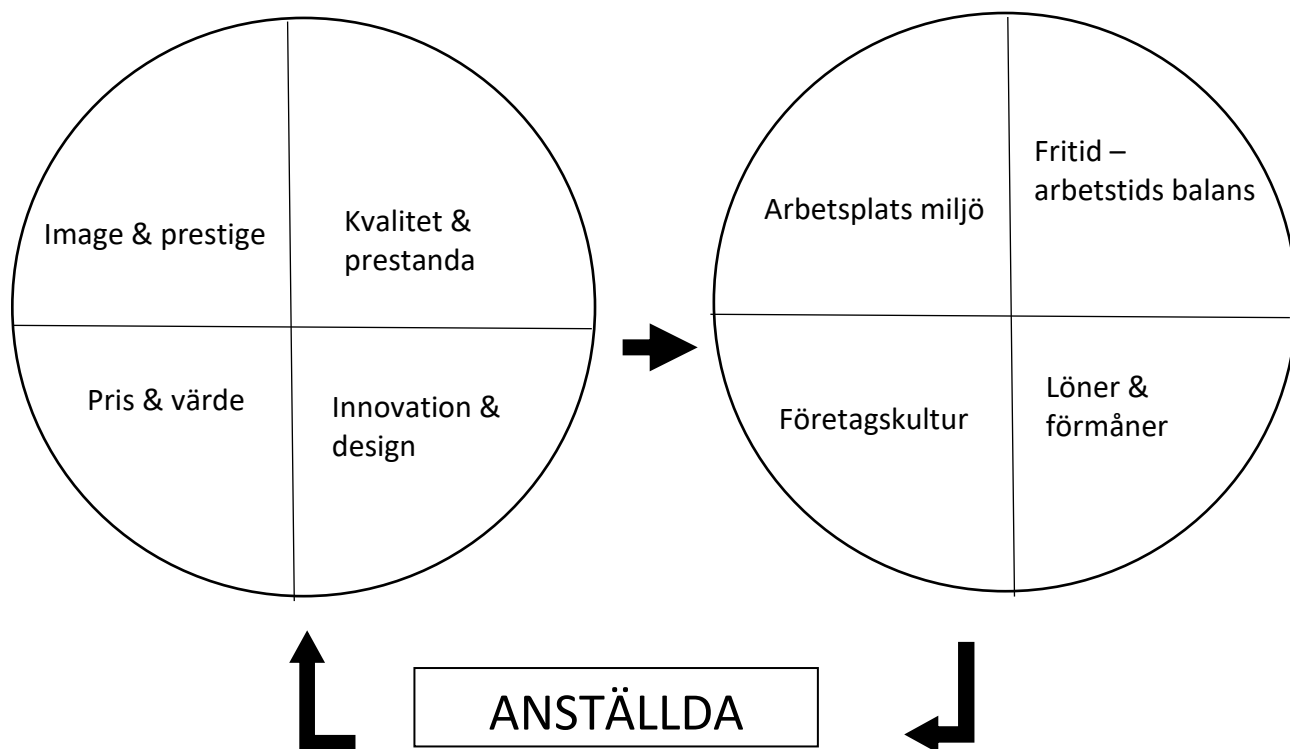 Image & prestige
Kvalitet &
prestanda
Pris & värde
Innovation &
design
Arbetsplats miljö
Fritid –
arbetstids balans
Företagskultur
Löner &
förmåner
ANSTÄLLDA